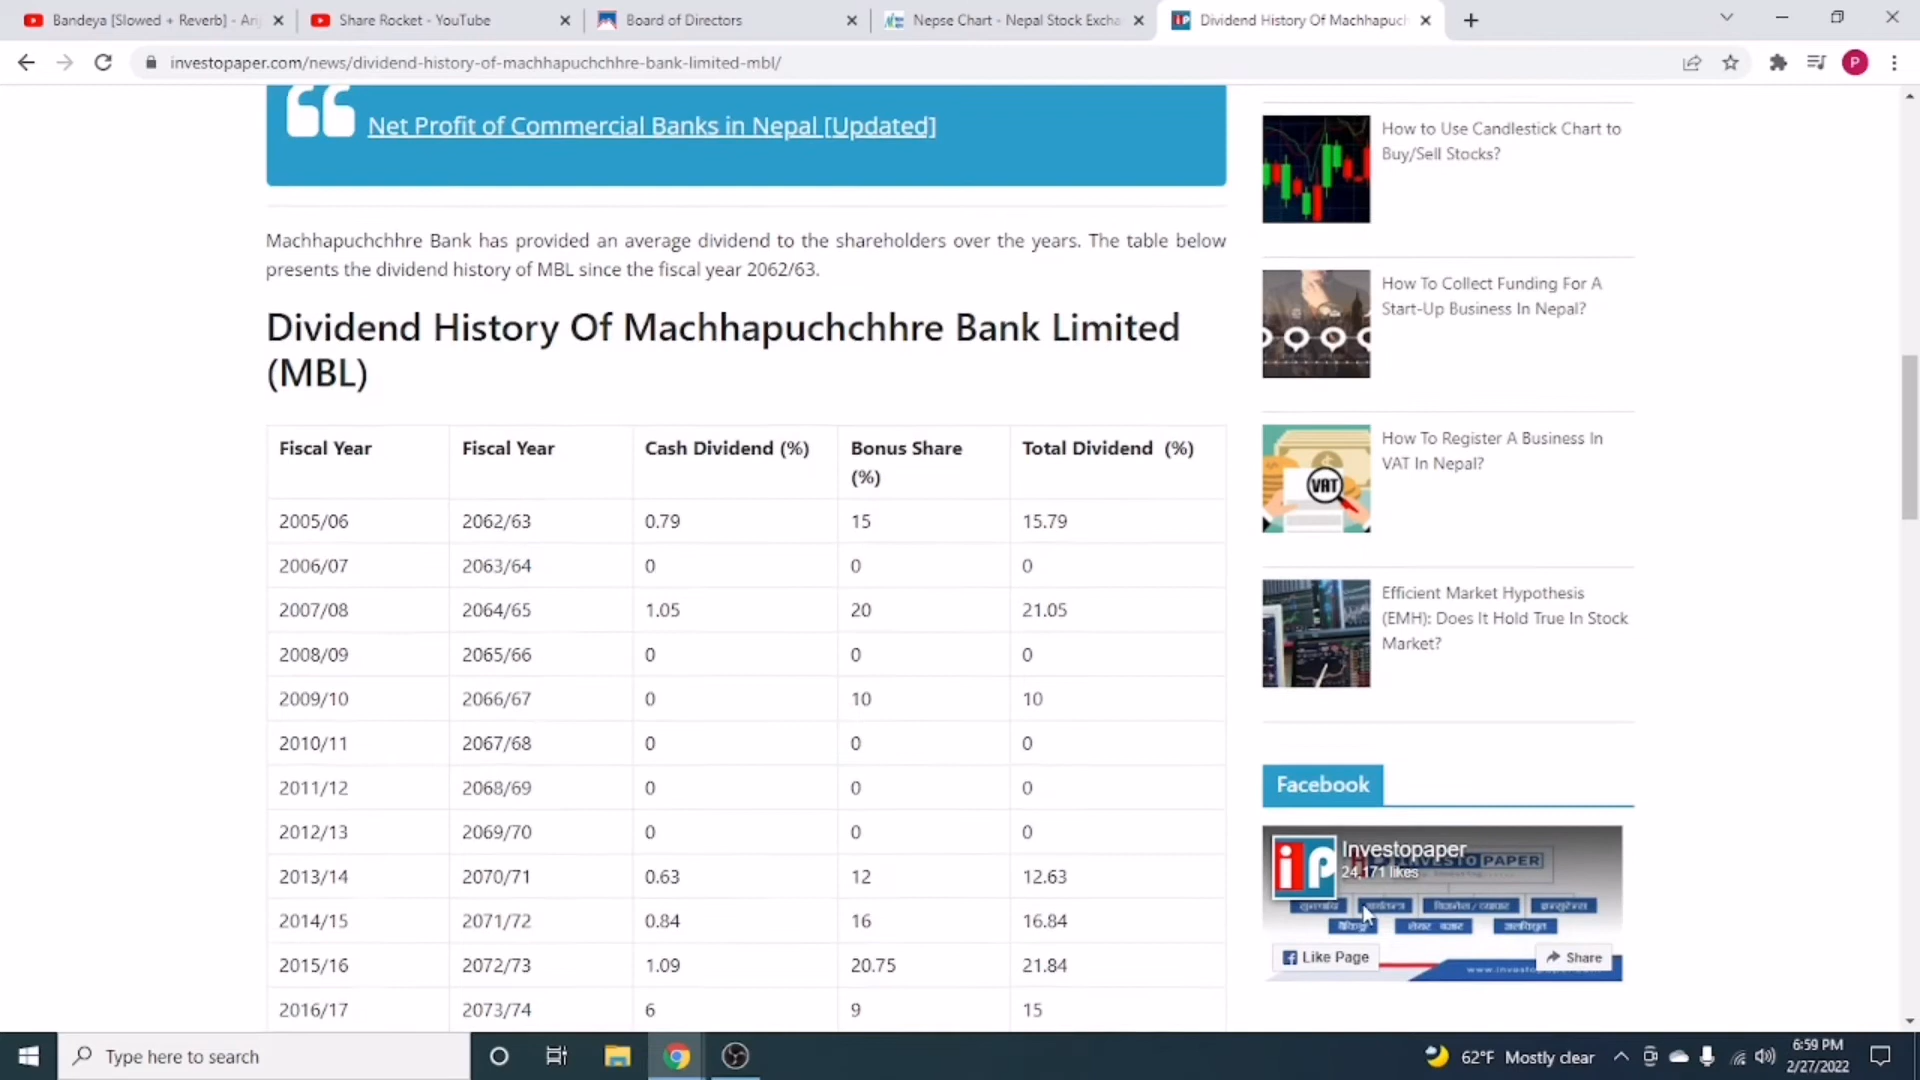 Bandeya [Slowed + Reverb] - Arij
Share Rocket - YouTube
Board of Directors
Nepse Chart - Nepal Stock Excha
Dividend History Of Machhapuch
investopaper.com/news/dividend-history-of-machhapuchchhre-bank-limited-mbl/
P
Net Profit of Commercial Banks in Nepal [Updated]
Machhapuchchhre Bank has provided an average dividend to the shareholders over the years. The table below
presents the dividend history of MBL since the fiscal year 2062/63.
Dividend History Of Machhapuchchhre Bank Limited
(MBL)
Fiscal Year Fiscal Year Cash Dividend (%) Bonus Share (%) Total Dividend (%)
2005/06 2062/63 0.79 15 15.79
2006/07 2063/64 0 0 0
2007/08 2064/65 1.05 20 21.05
2008/09 2065/66 0 0 0
2009/10 2066/67 0 10 10
2010/11 2067/68 0 0 0
2011/12 2068/69 0 0 0
2012/13 2069/70 0 0 0
2013/14 2070/71 0.63 12 12.63
2014/15 2071/72 0.84 16 16.84
2015/16 2072/73 1.09 20.75 21.84
2016/17 2073/74 6 9 15
How to Use Candlestick Chart to
Buy/Sell Stocks?
How To Collect Funding For A
Start-Up Business In Nepal?
VAT
How To Register A Business In
VAT In Nepal?
Efficient Market Hypothesis
(EMH): Does It Hold True In Stock
Market?
Facebook
ip
Investopaper
24,171 likes
Like Page
Share
Type here to search
62°F Mostly clear
6:59 PM
2/27/2022